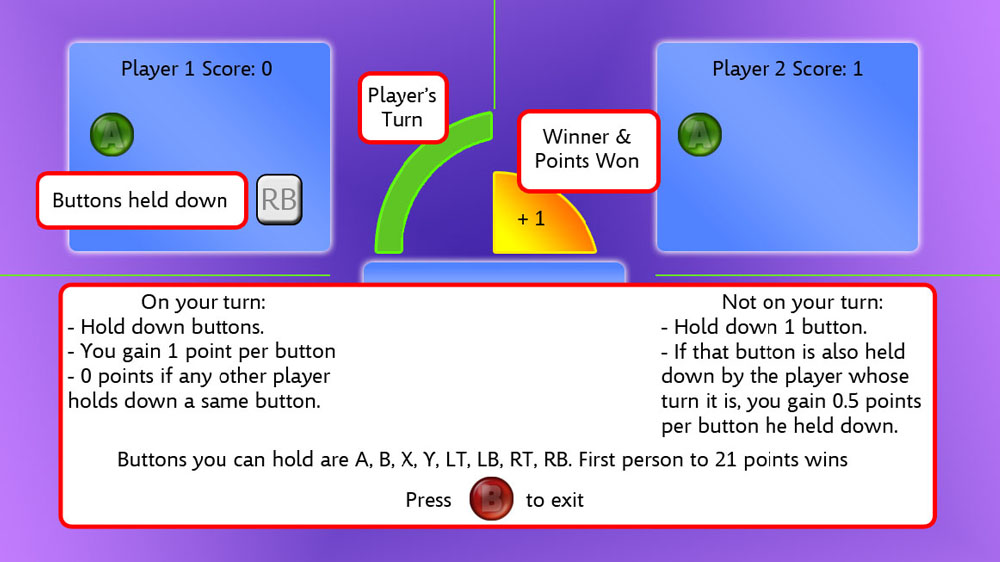 Player 1 Score: 0
Player 2 Score: 1
A
Player's
Turn
Winner &
Points Won
A
Buttons held down
RB
+ 1
On your turn:
- Hold down buttons.
- You gain 1 point per button
- 0 points if any other player
holds down a same button.
Not on your turn:
- Hold down 1 button.
- If that button is also held
down by the player whose
turn it is, you gain 0.5 points
per button he held down.
Buttons you can hold are A, B, X, Y, LT, LB, RT, RB. First person to 21 points wins
Press B to exit